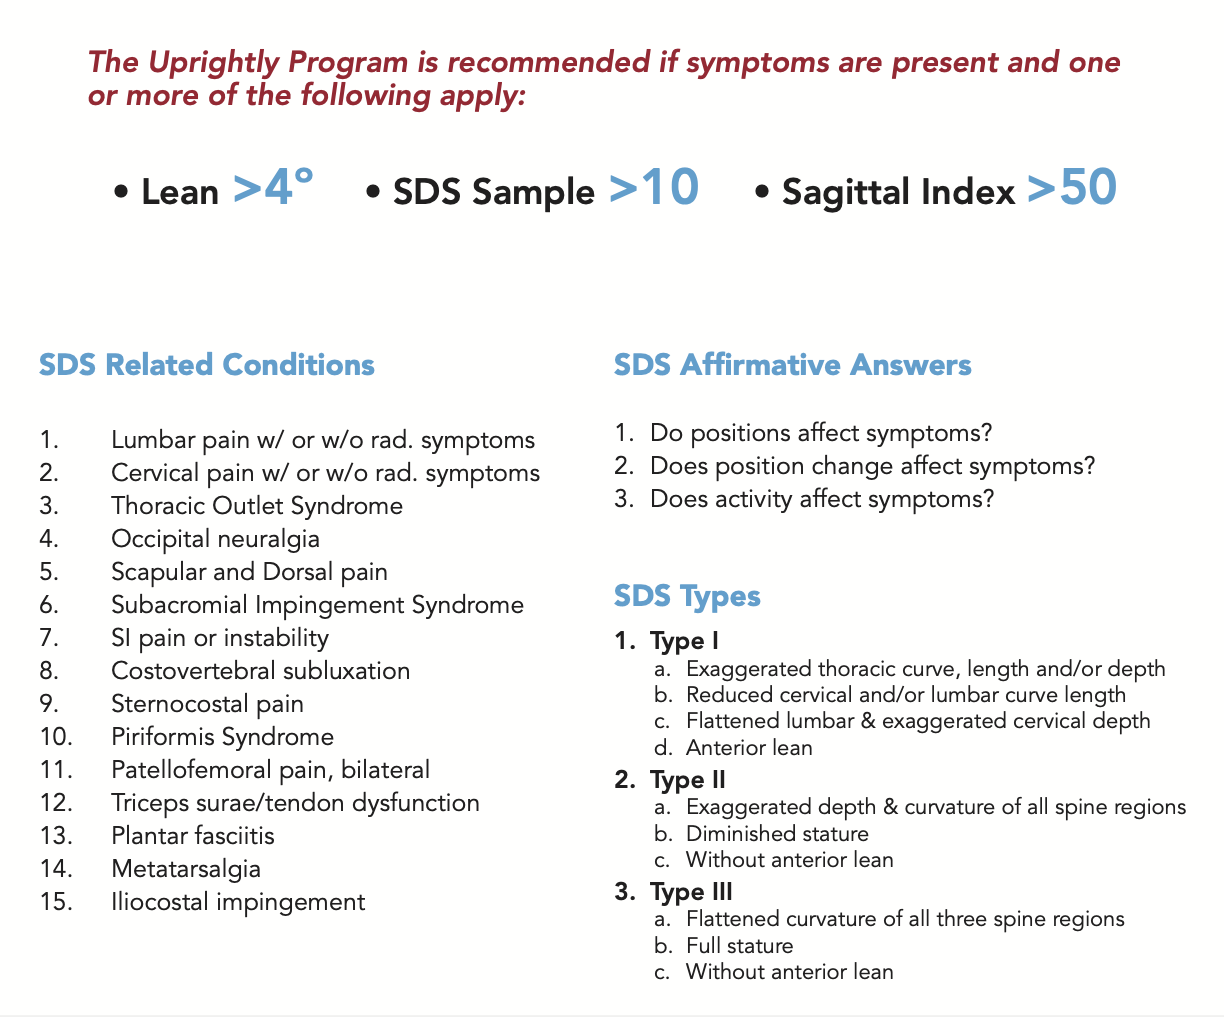 The Uprightly Program is recommended if symptoms are present and one
or more of the following apply:
• Lean >4º • SDS Sample >10 • Sagittal Index >50
SDS Related Conditions
1. Lumbar pain w/ or w/o rad. symptoms
2. Cervical pain w/ or w/o rad. symptoms
3. Thoracic Outlet Syndrome
4. Occipital neuralgia
5. Scapular and Dorsal pain
6. Subacromial Impingement Syndrome
7. SI pain or instability
8. Costovertebral subluxation
9. Sternocostal pain
10. Piriformis Syndrome
11. Patellofemoral pain, bilateral
12. Triceps surae/tendon dysfunction
13. Plantar fasciitis
14. Metatarsalgia
15. Iliocostal impingement
SDS Affirmative Answers
1. Do positions affect symptoms?
2. Does position change affect symptoms?
3. Does activity affect symptoms?
SDS Types
1. Type I
a. Exaggerated thoracic curve, length and/or depth
b. Reduced cervical and/or lumbar curve length
c. Flattened lumbar & exaggerated cervical depth
d. Anterior lean
2. Type II
a. Exaggerated depth & curvature of all spine regions
b. Diminished stature
c. Without anterior lean
3. Type III
a. Flattened curvature of all three spine regions
b. Full stature
c. Without anterior lean